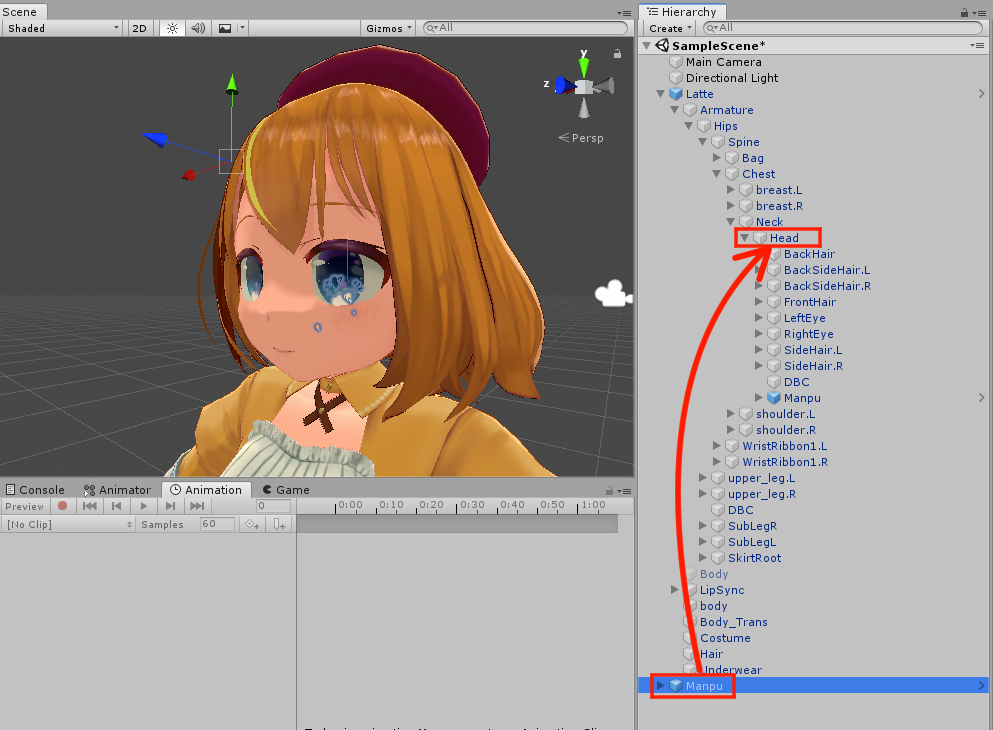 Scene
Shaded
2D
Gizmos
All
y
z
Persp
Console
Animator
Animation
Game
Preview
0
0:00
0:10
0:20
0:30
0:40
0:50
1:00
[No Clip]
Samples
60
Hierarchy
Create
All
SampleScene*
Main Camera
Directional Light
Latte
Armature
Hips
Spine
Bag
Chest
breast.L
breast.R
Neck
Head
BackHair
BackSideHair.L
BackSideHair.R
FrontHair
LeftEye
RightEye
SideHair.L
SideHair.R
DBC
Manpu
shoulder.L
shoulder.R
WristRibbon1.L
WristRibbon1.R
upper_leg.L
upper_leg.R
DBC
SubLegR
SubLegL
SkirtRoot
Body
LipSync
body
Body_Trans
Costume
Hair
Underwear
Manpu